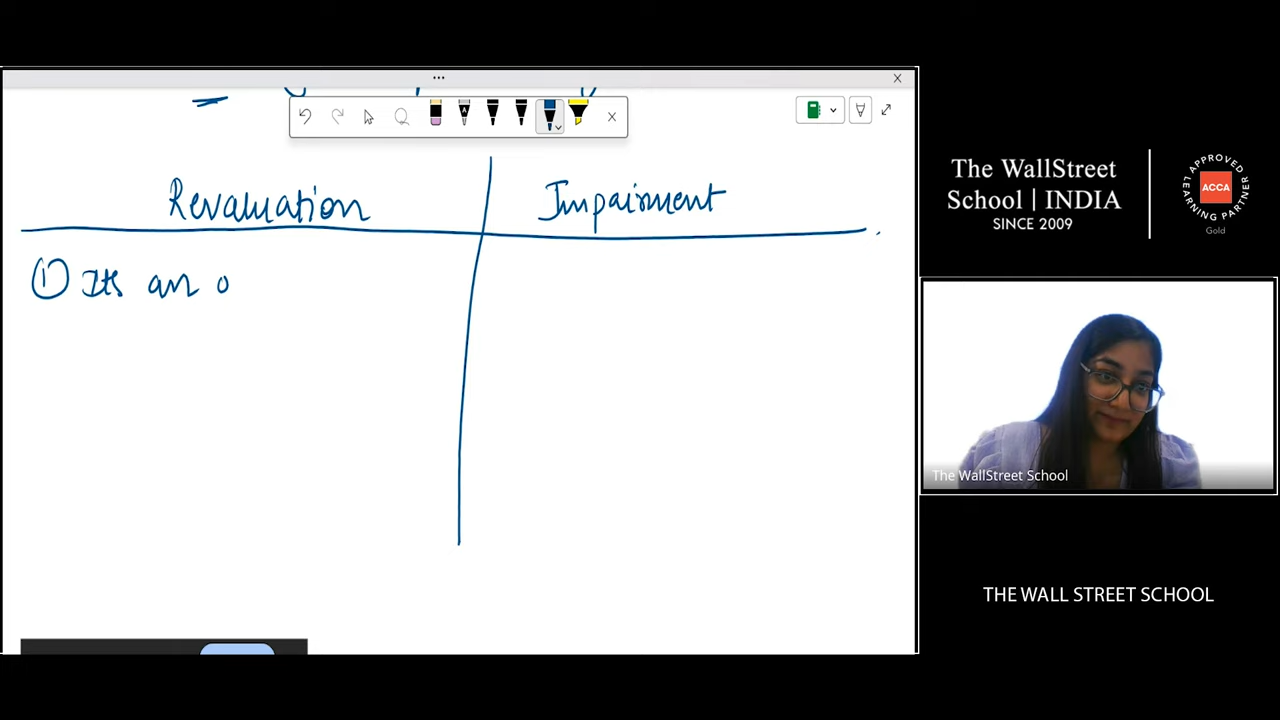 Revaluation Impairment
① Its an o
The WallStreet
School | INDIA
SINCE 2009
APPROVED
LEARNING PARTNER
ACCA
Gold
The WallStreet School
THE WALL STREET SCHOOL